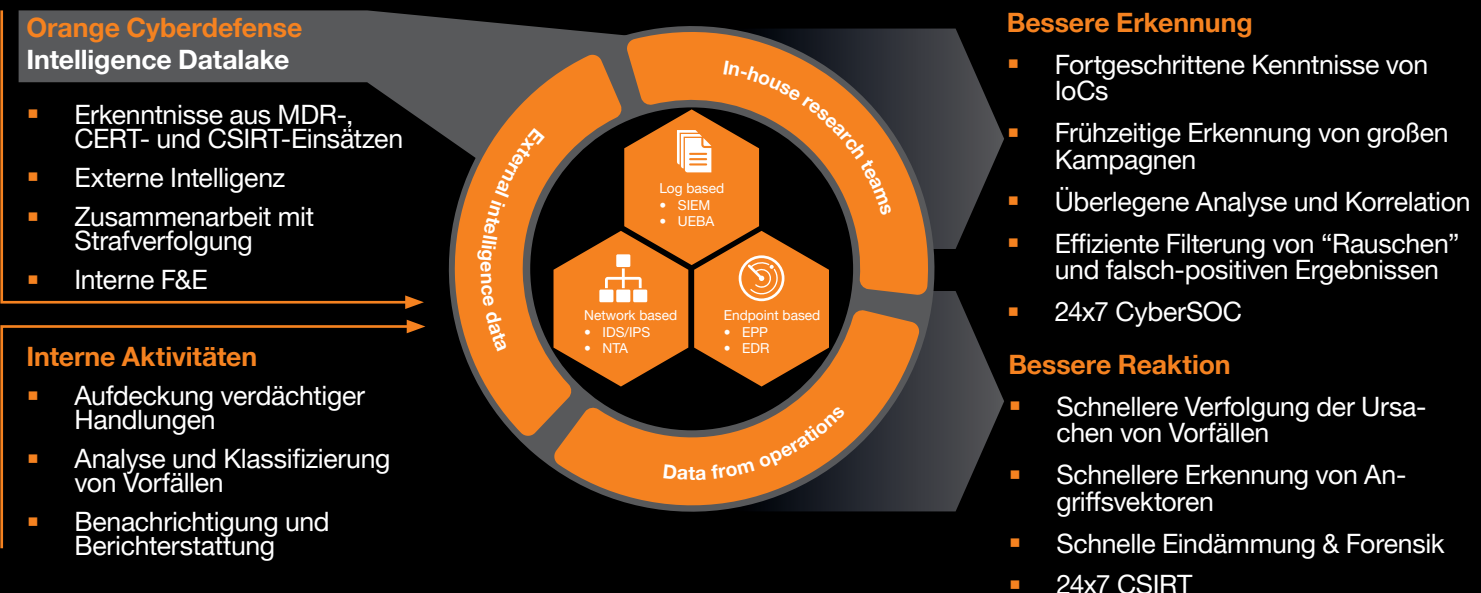 Orange Cyberdefense
Intelligence Datalake
▪ Erkenntnisse aus MDR-,
CERT- und CSIRT-Einsätzen
▪ Externe Intelligenz
▪ Zusammenarbeit mit
Strafverfolgung
▪ Interne F&E
Interne Aktivitäten
▪ Aufdeckung verdächtiger
Handlungen
▪ Analyse und Klassifizierung
von Vorfällen
▪ Benachrichtigung und
Berichterstattung
External intelligence data
In-house research teams
Data from operations
Log based
• SIEM
• UEBA
Network based
• IDS/IPS
• NTA
Endpoint based
• EPP
• EDR
Bessere Erkennung
▪ Fortgeschrittene Kenntnisse von
IoCs
▪ Frühzeitige Erkennung von großen
Kampagnen
▪ Überlegene Analyse und Korrelation
▪ Effiziente Filterung von “Rauschen”
und falsch-positiven Ergebnissen
▪ 24x7 CyberSOC
Bessere Reaktion
▪ Schnellere Verfolgung der Ursa-
chen von Vorfällen
▪ Schnellere Erkennung von An-
griffsvektoren
▪ Schnelle Eindämmung & Forensik
▪ 24x7 CSIRT